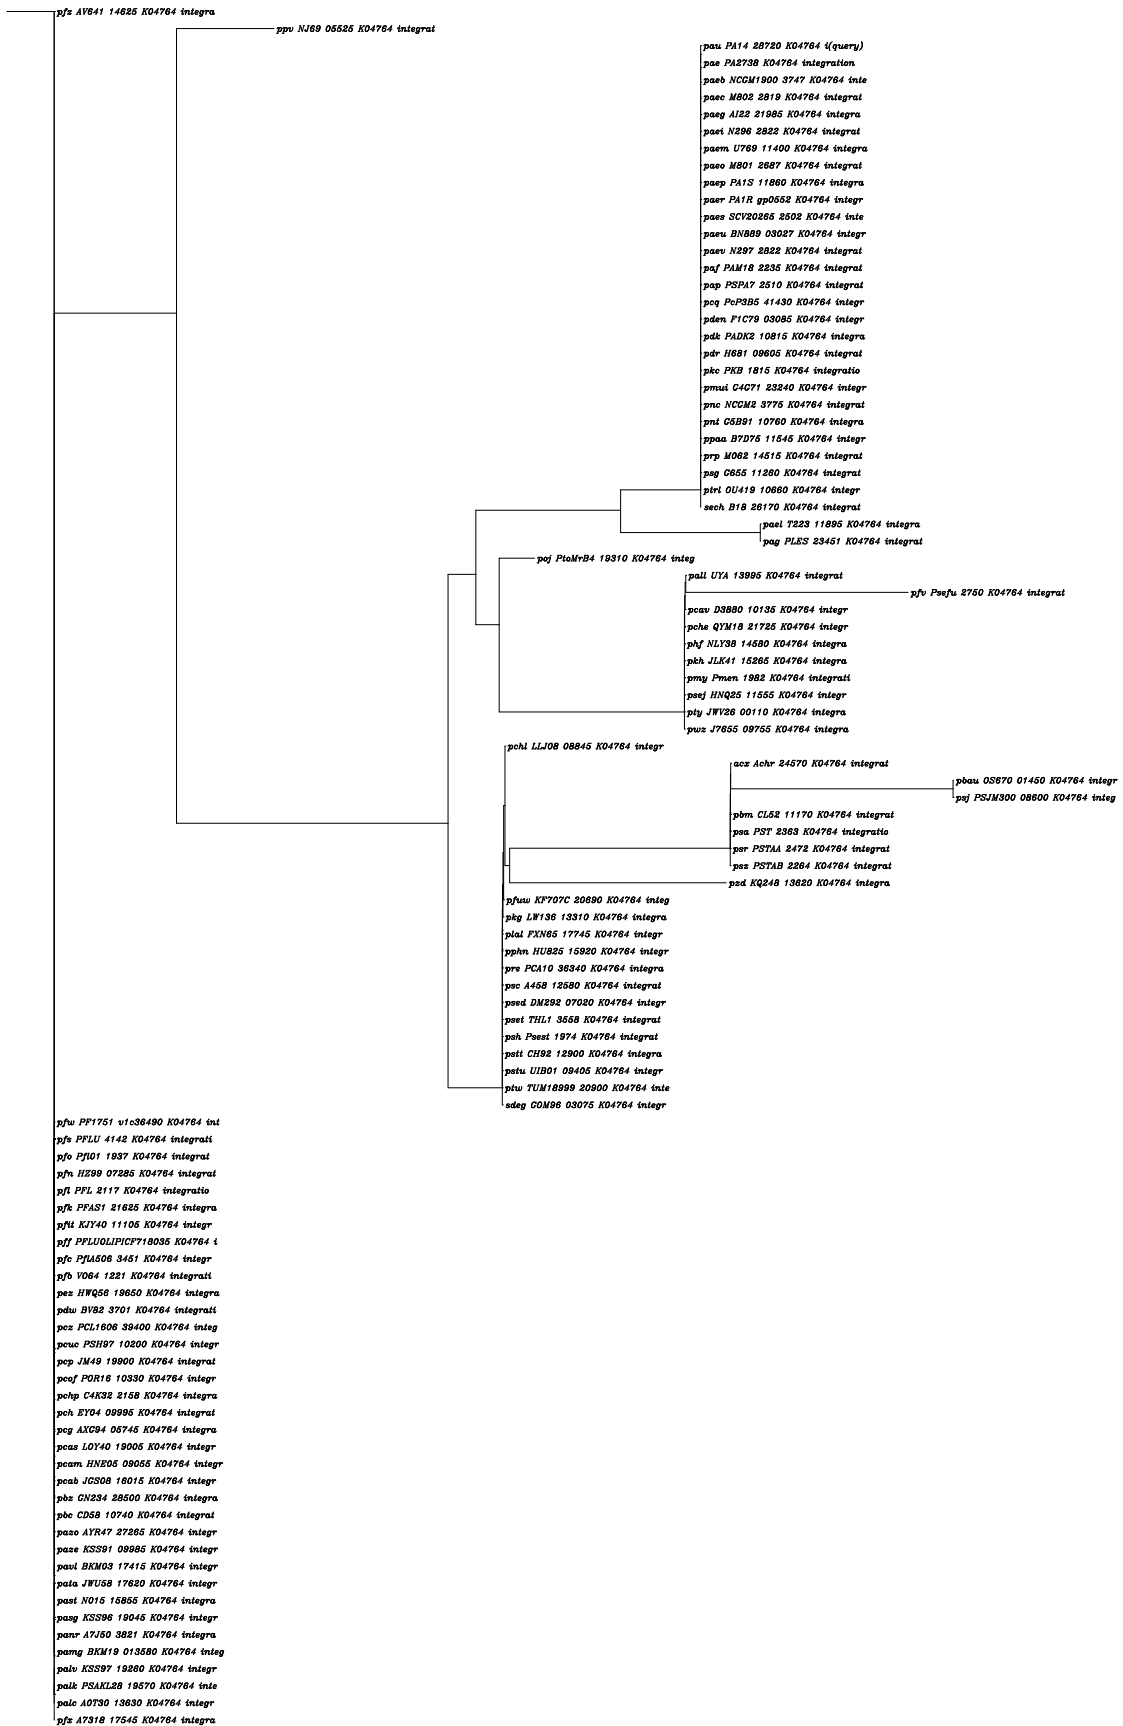 pfz AV641 14625 K04764 integra
ppv NJ69 05525 K04764 integrat
pau PA14 28720 K04764 i(query)
pae PA2738 K04764 integration
paeb NCGM1900 3747 K04764 inte
paec M802 2819 K04764 integrat
paeg AI22 21985 K04764 integra
paei N296 2822 K04764 integrat
paem U769 11400 K04764 integra
paeo M801 2687 K04764 integrat
paep PA1S 11860 K04764 integra
paer PA1R gp0552 K04764 integr
paes SCV20265 2502 K04764 inte
paeu BN889 03027 K04764 integr
paev N297 2822 K04764 integrat
paf PAM18 2235 K04764 integrat
pap PSPA7 2510 K04764 integrat
pcq PcP3B5 41430 K04764 integr
pden F1C79 03085 K04764 integr
pdk PADK2 10815 K04764 integra
pdr H681 09605 K04764 integrat
pkc PKB 1815 K04764 integratio
pmui G4G71 23240 K04764 integr
pnc NCGM2 3775 K04764 integrat
pnt G5B91 10760 K04764 integra
ppaa B7D75 11545 K04764 integr
prp M062 14515 K04764 integrat
psg G655 11260 K04764 integrat
ptrl OU419 10660 K04764 integr
sech B18 26170 K04764 integrat
pael T223 11895 K04764 integra
pag PLES 23451 K04764 integrat
poj PtoMrB4 19310 K04764 integ
pall UYA 13995 K04764 integrat
pfv Psefu 2750 K04764 integrat
pcav D3880 10135 K04764 integr
pche QYM18 21725 K04764 integr
phf NLY38 14580 K04764 integra
pkh JLK41 15265 K04764 integra
pmy Pmen 1982 K04764 integrati
psej HNQ25 11555 K04764 integr
pty JWV26 00110 K04764 integra
pwz J7655 09755 K04764 integra
pchl LLJ08 08845 K04764 integr
acx Achr 24570 K04764 integrat
pbau OS670 01450 K04764 integr
psj PSJM300 08600 K04764 integ
pbm CL52 11170 K04764 integrat
psa PST 2363 K04764 integratio
psr PSTAA 2472 K04764 integrat
psz PSTAB 2264 K04764 integrat
pzd KQ248 13620 K04764 integra
pfuw KF707C 20690 K04764 integ
pkg LW136 13310 K04764 integra
plal FXN65 17745 K04764 integr
pphn HU825 15920 K04764 integr
pre PCA10 36340 K04764 integra
psc A458 12580 K04764 integrat
psed DM292 07020 K04764 integr
pset THL1 3558 K04764 integrat
psh Psest 1974 K04764 integrat
pstt CH92 12900 K04764 integra
pstu UIB01 09405 K04764 integr
ptw TUM18999 20900 K04764 inte
sdeg GOM96 03075 K04764 integr
pfw PF1751 v1c36490 K04764 int
pfs PFLU 4142 K04764 integrati
pfo Pfl01 1937 K04764 integrat
pfn HZ99 07285 K04764 integrat
pfl PFL 2117 K04764 integratio
pfk PFAS1 21625 K04764 integra
pfit KJY40 11105 K04764 integr
pff PFLUOLIPICF718035 K04764 i
pfc PflA506 3451 K04764 integr
pfb VO64 1221 K04764 integrati
pez HWQ56 19650 K04764 integra
pdw BV82 3701 K04764 integrati
pcz PCL1606 39400 K04764 integ
pcuc PSH97 10200 K04764 integr
pcp JM49 19900 K04764 integrat
pcof POR16 10330 K04764 integr
pchp C4K32 2158 K04764 integra
pch EY04 09995 K04764 integrat
pcg AXG94 05745 K04764 integra
pcas LOY40 19005 K04764 integr
pcam HNE05 09055 K04764 integr
pcab JGS08 16015 K04764 integr
pbz GN234 28500 K04764 integra
pbc CD58 10740 K04764 integrat
pazo AYR47 27265 K04764 integr
paze KSS91 09985 K04764 integr
pavl BKM03 17415 K04764 integr
pata JWU58 17620 K04764 integr
past N015 15855 K04764 integra
pasg KSS96 19045 K04764 integr
panr A7J50 3821 K04764 integra
pamg BKM19 013580 K04764 integ
palv KSS97 19260 K04764 integr
palk PSAKL28 19570 K04764 inte
palc A0T30 13630 K04764 integr
pfx A7318 17545 K04764 integra